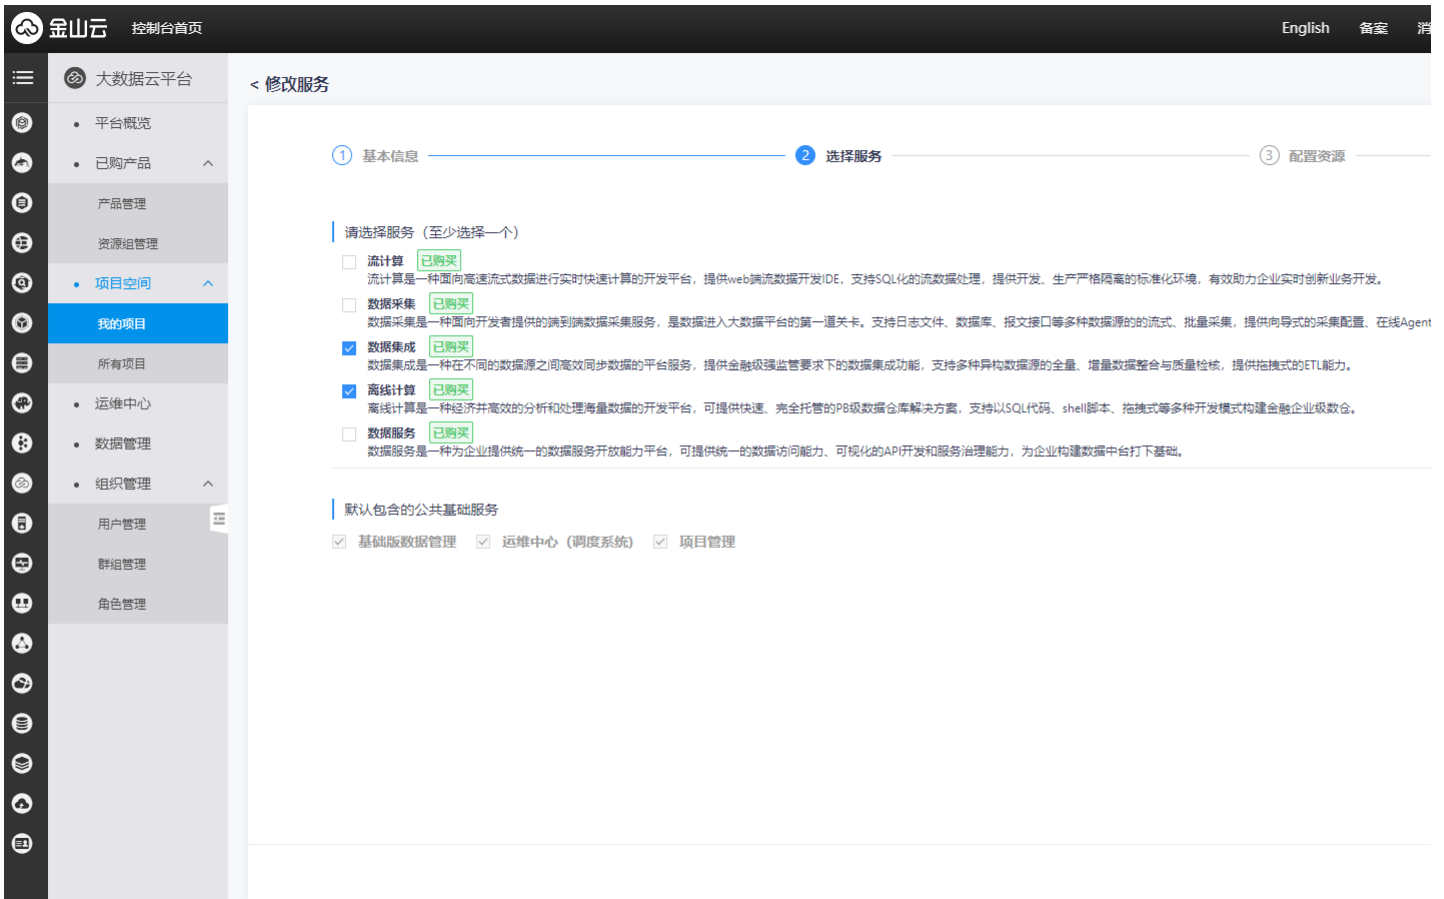 金山云 控制台首页 English 备案 消
大数据云平台
平台概览
已购产品
产品管理
资源组管理
项目空间
我的项目
所有项目
运维中心
数据管理
组织管理
用户管理
群组管理
角色管理
< 修改服务
1 基本信息 2 选择服务 3 配置资源
请选择服务（至少选择一个）
流计算 已购买
流计算是一种面向高速流式数据进行实时快速计算的开发平台，提供web端流数据开发IDE，支持SQL化的流数据处理，提供开发、生产严格隔离的标准化环境，有效助力企业实时创新业务开发。
数据采集 已购买
数据采集是一种面向开发者提供的端到端数据采集服务，是数据进入大数据平台的第一道关卡。支持日志文件、数据库、报文接口等多种数据源的的流式、批量采集，提供向导式的采集配置、在线Agent
数据集成 已购买
数据集成是一种在不同的数据源之间高效同步数据的平台服务，提供金融级强监管要求下的数据集成功能，支持多种异构数据源的全量、增量数据整合与质量检核，提供拖拽式的ETL能力。
离线计算 已购买
离线计算是一种经济并高效的分析和处理海量数据的开发平台，可提供快速、完全托管的PB级数据仓库解决方案，支持以SQL代码、shell脚本、拖拽式等多种开发模式构建金融企业级数仓。
数据服务 已购买
数据服务是一种为企业提供统一的数据服务开放能力平台，可提供统一的数据访问能力、可视化的API开发和服务治理能力，为企业构建数据中台打下基础。
默认包含的公共基础服务
基础版数据管理 运维中心（调度系统) 项目管理